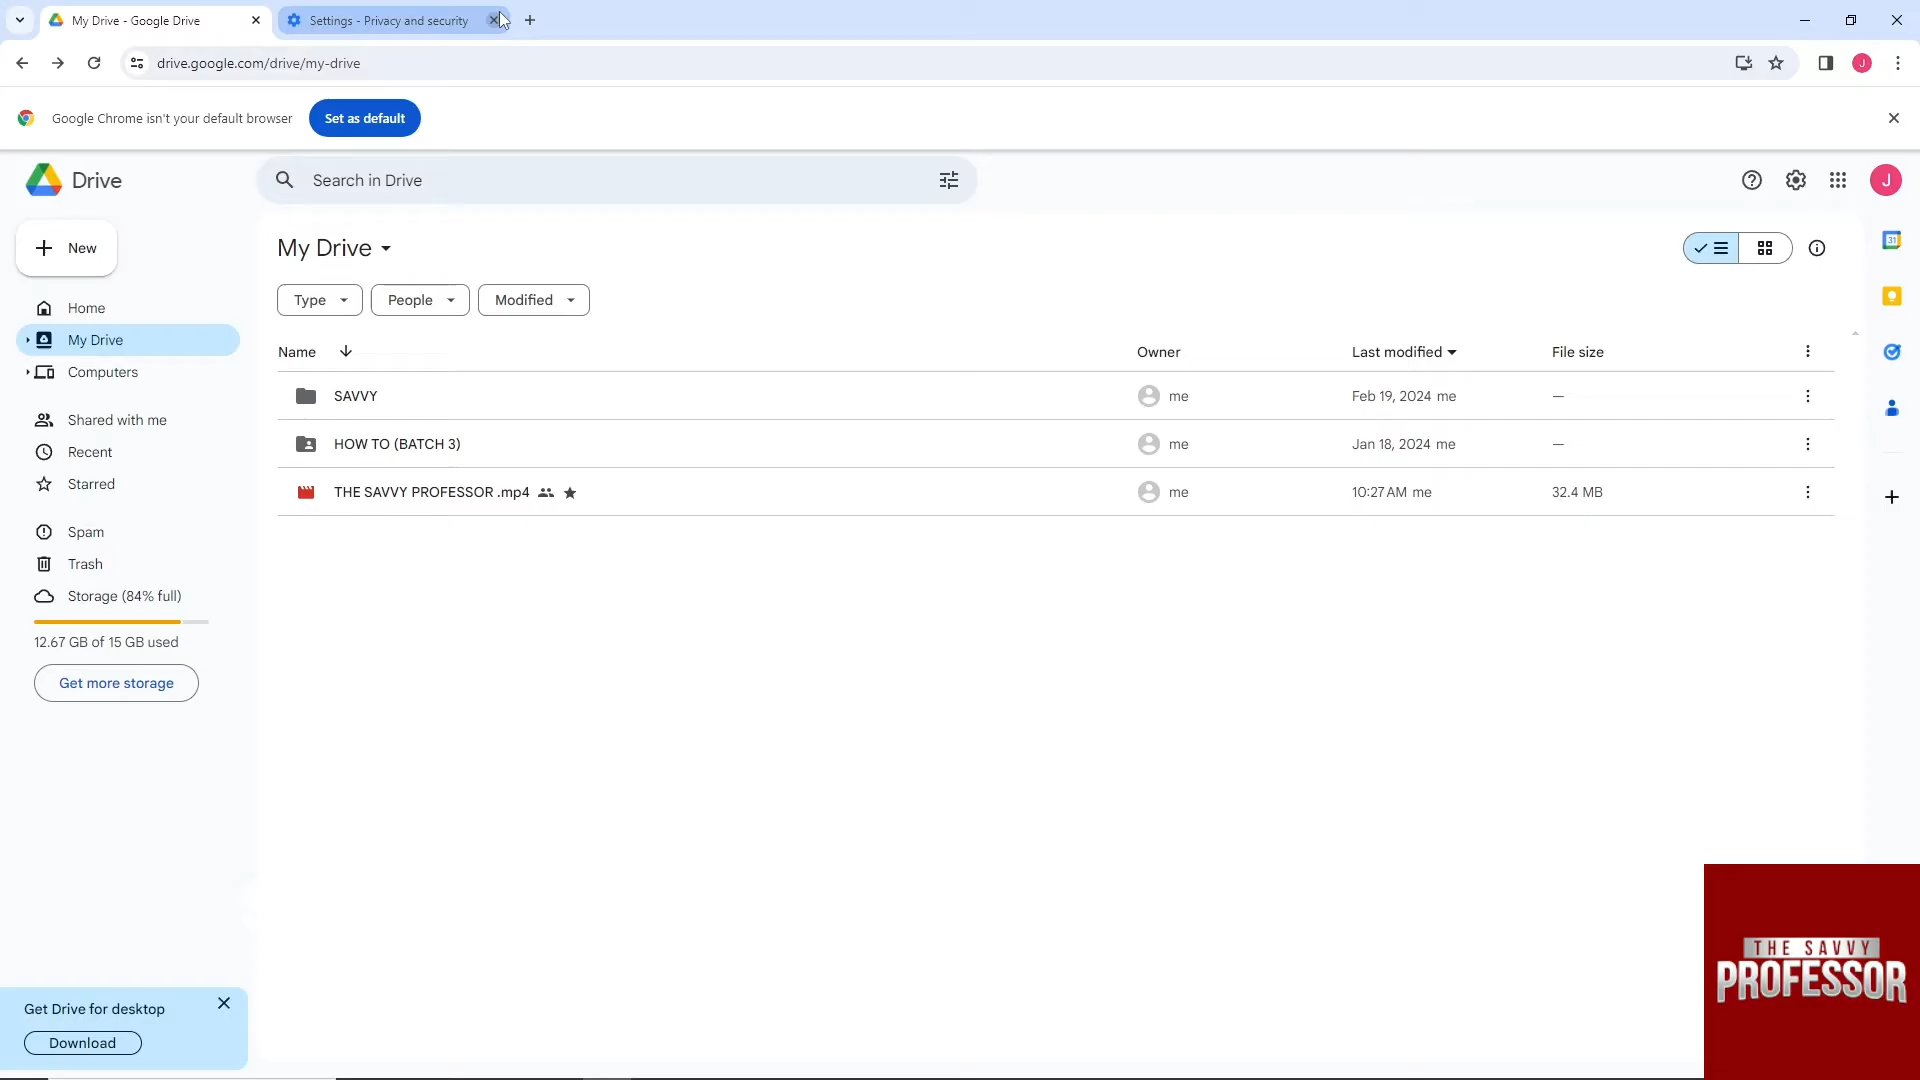 My Drive - Google Drive
Settings - Privacy and security
drive.google.com/drive/my-drive
J
Google Chrome isn't your default browser
Set as default
Drive
Search in Drive
J
New
My Drive
31
Type
People
Modified
Home
My Drive
Computers
Shared with me
Recent
Starred
Spam
Trash
Storage (84% full)
12.67 GB of 15 GB used
Get more storage
Name
Owner
Last modified
File size
SAVVY
me
Feb 19, 2024 me
—
HOW TO (BATCH 3)
me
Jan 18, 2024 me
—
THE SAVVY PROFESSOR .mp4
me
10:27 AM me
32.4 MB
Get Drive for desktop
Download
THE SAVVY
PROFESSOR